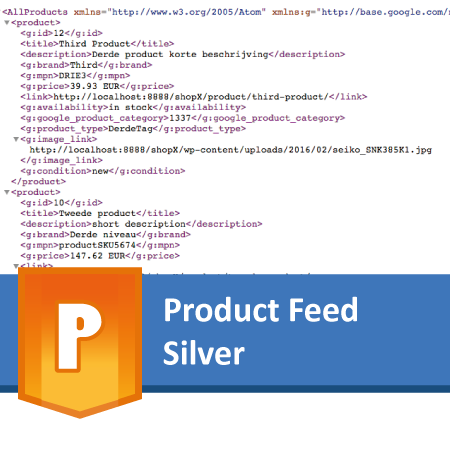 <AllProducts xmlns="http://www.w3.org/2005/Atom" xmlns:g="http://base.google.com/
<product>
<g:id>12</g:id>
<title>Third Product</title>
<description>Derde product korte beschrijving</description>
<g:brand>Third</g:brand>
<g:mpn>DRIE3</g:mpn>
<g:price>39.93 EUR</g:price>
<link>http://localhost:8888/shopX/product/third-product/</link>
<g:availability>in stock</g:availability>
<g:google_product_category>1337</g:google_product_category>
<g:product_type>DerdeTag</g:product_type>
<g:image_link>
http://localhost:8888/shopX/wp-content/uploads/2016/02/seiko_SNK385K1.jpg
</g:image_link>
<g:condition>new</g:condition>
</product>
<product>
<g:id>10</g:id>
<title>Tweede product</title>
<description>short description</description>
<g:brand>Derde niveau</g:brand>
<g:mpn>productSKU5674</g:mpn>
<g:price>147.62 EUR</g:price>
<link>
P
Product Feed
Silver